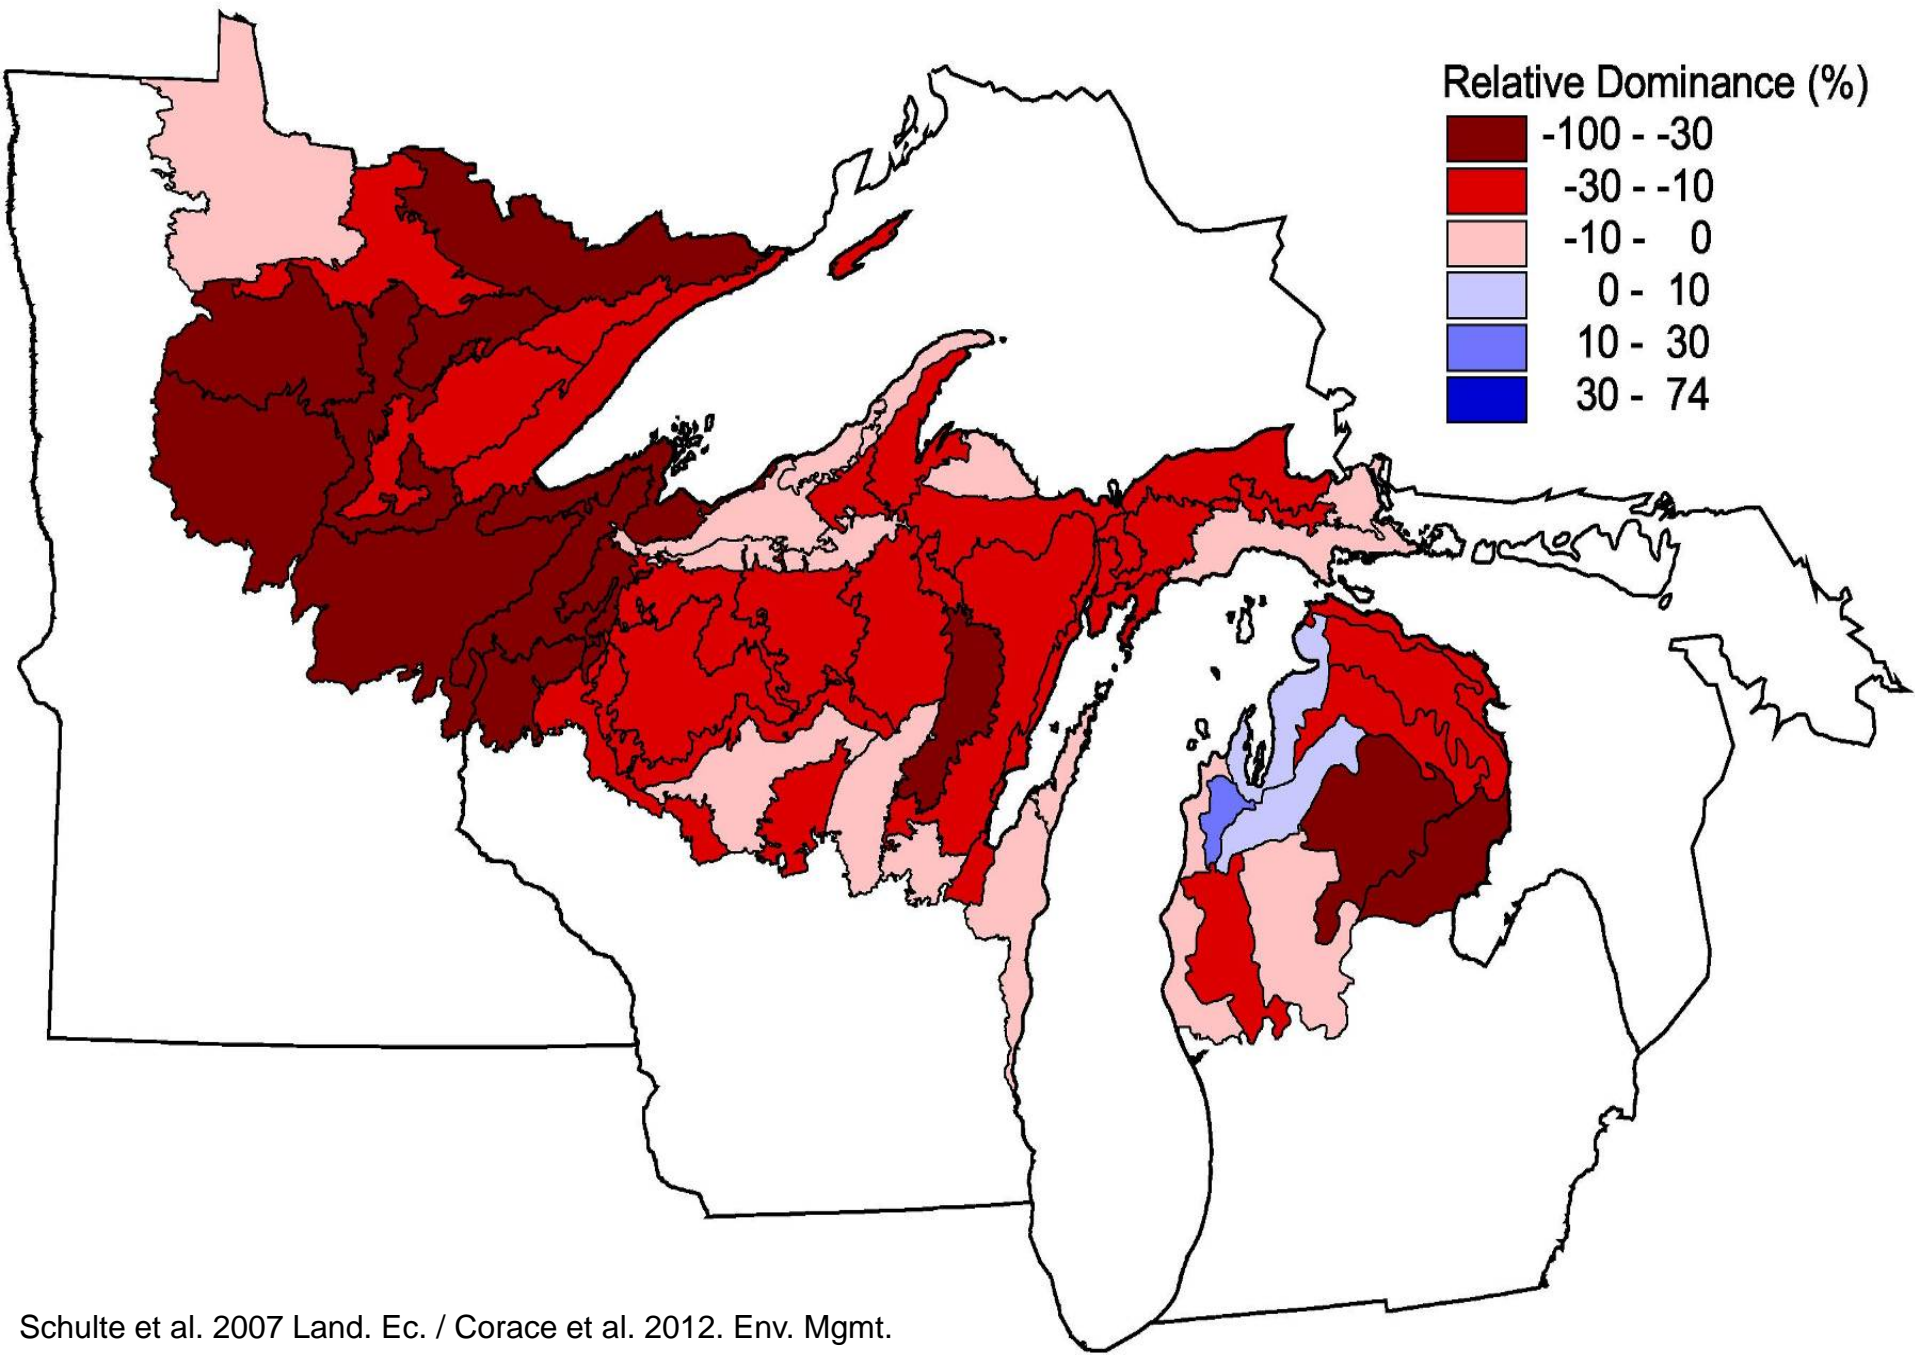 Relative Dominance (%)
-100 - -30
-30 - -10
-10 - 0
0 - 10
10 - 30
30 - 74
Schulte et al. 2007 Land. Ec. / Corace et al. 2012. Env. Mgmt.